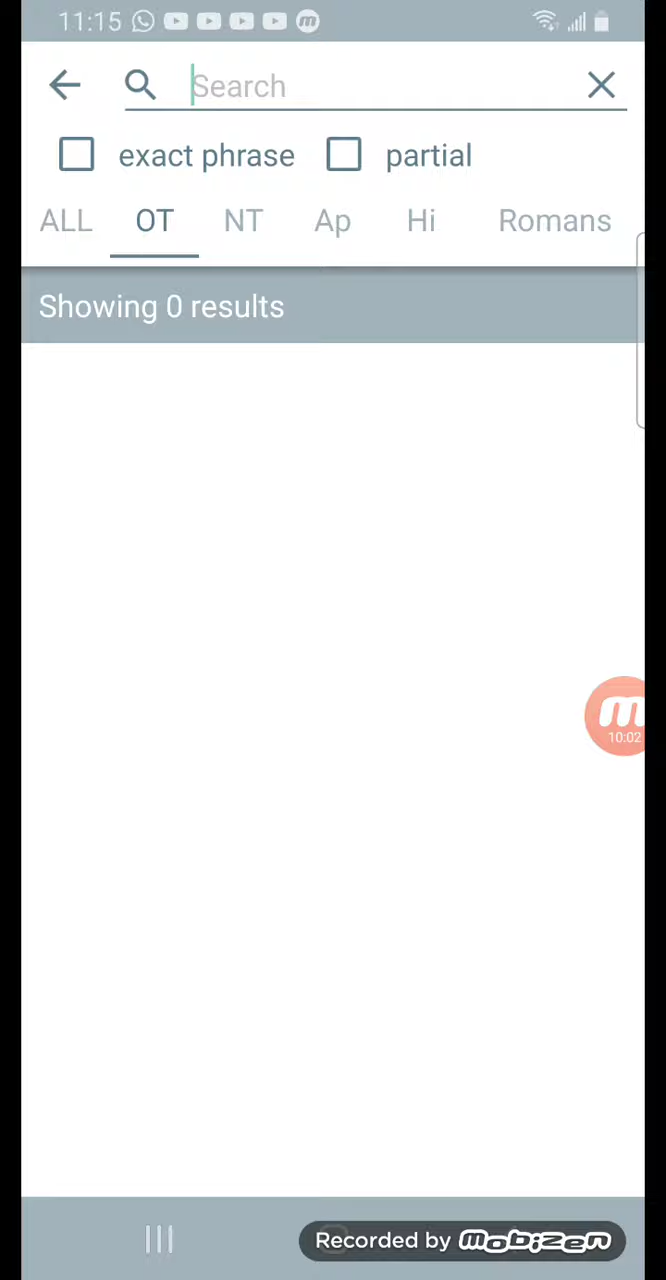 11:15
Search
exact phrase partial
ALL OT NT Ap Hi Romans
Showing 0 results
m
10:02
Recorded by mobizen